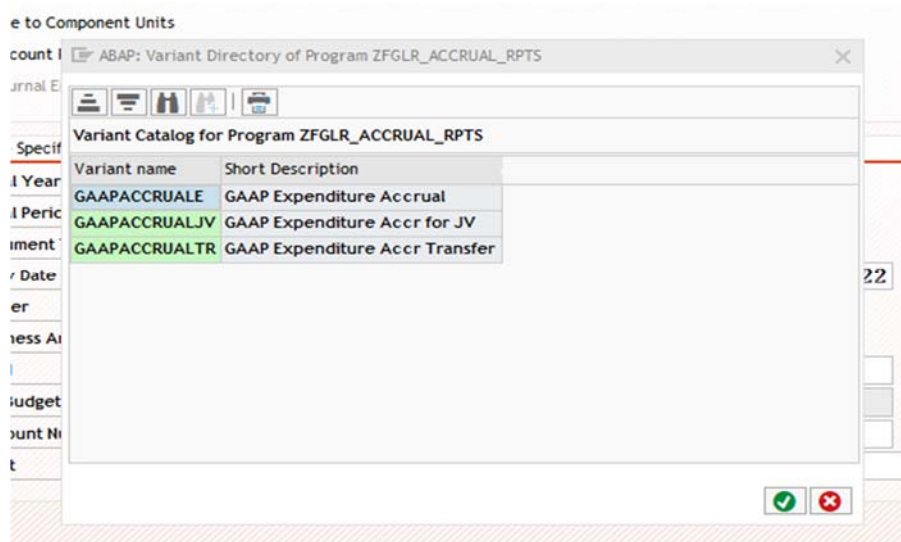 e to Component Units
count
ABAP: Variant Directory of Program ZFGLR_ACCRUAL_RPTS
urnal E
Variant Catalog for Program ZFGLR_ACCRUAL_RPTS
Specif
Variant name Short Description
l Year
GAAPACCRUALE GAAP Expenditure Accrual
l Peric
GAAPACCRUALJV GAAP Expenditure Accr for JV
ument
GAAPACCRUALTR GAAP Expenditure Accr Transfer
Date 22
er
ness Ar
udget
ount Nu
t